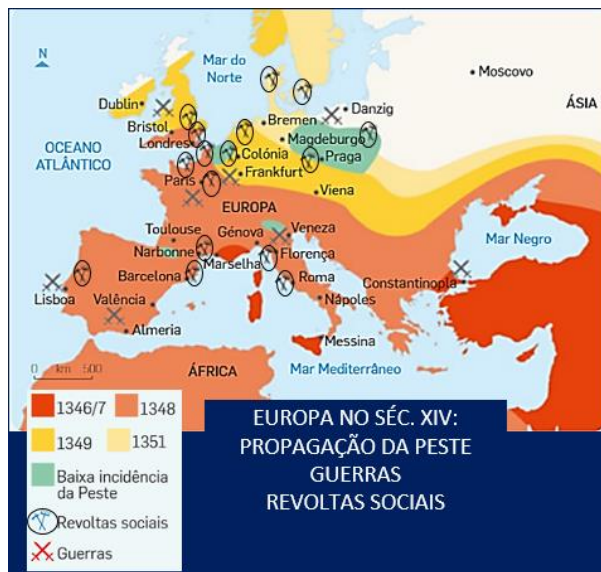 N
Mar do
Norte
Moscovo
Dublin
Danzig
ÁSIA
Bremen
Bristol
Magdeburgo
Londres
OCEANO
ATLÂNTICO
Colónia
Praga
Frankfurt
Paris
Viena
EUROPA
Toulouse
Génova
Veneza
Mar Negro
Narbonne
Florença
Marselha
Barcelona
Roma
Constantinopla
Lisboa
Valência
Nápoles
Almeria
Messina
0 km 500
ÁFRICA
Mar Mediterrâneo
1346/7
1348
1349
1351
Baixa incidência
da Peste
Revoltas sociais
Guerras
EUROPA NO SÉC. XIV:
PROPAGAÇÃO DA PESTE
GUERRAS
REVOLTAS SOCIAIS